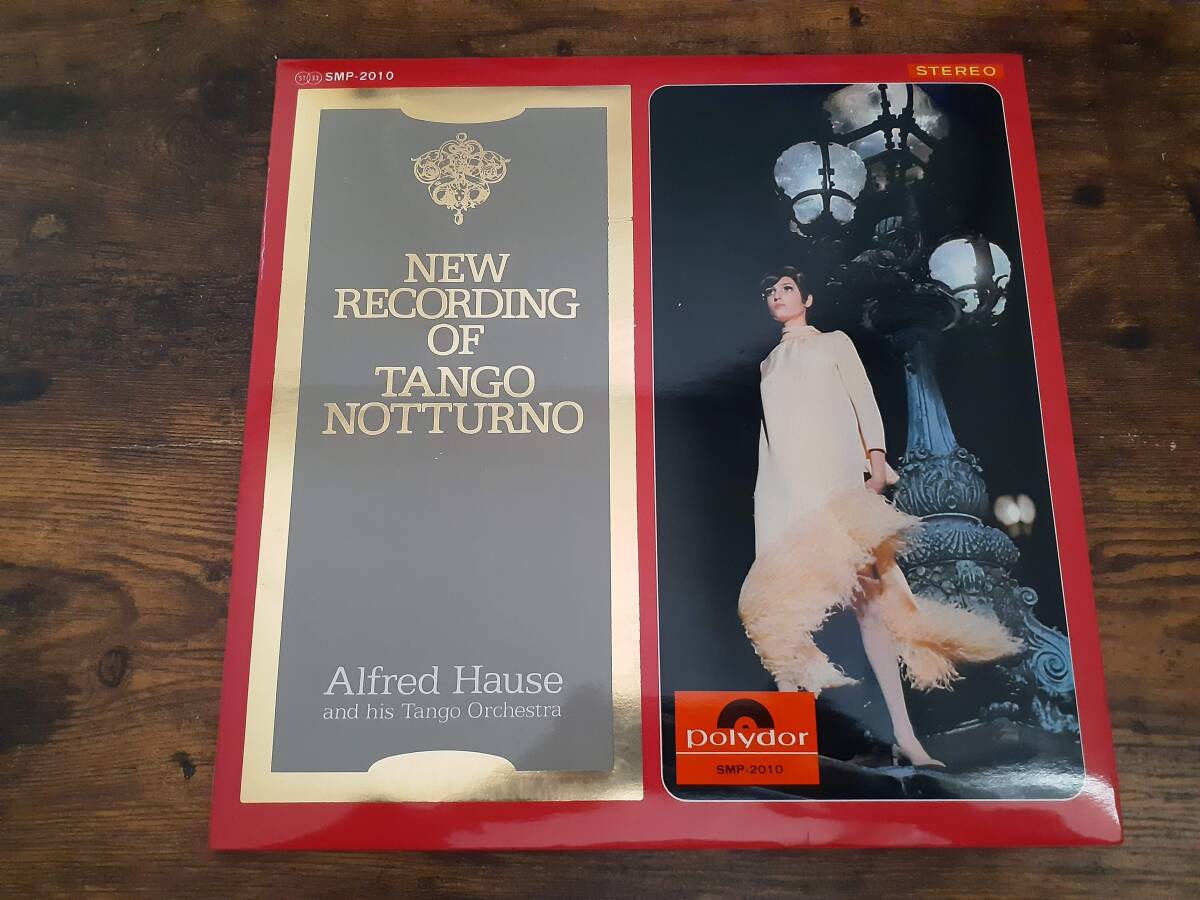 SMP-2010
STEREO
NEW
RECORDING
OF
TANGO
NOTTURNO
Alfred Hause
and his Tango Orchestra
polydor
SMP-2010